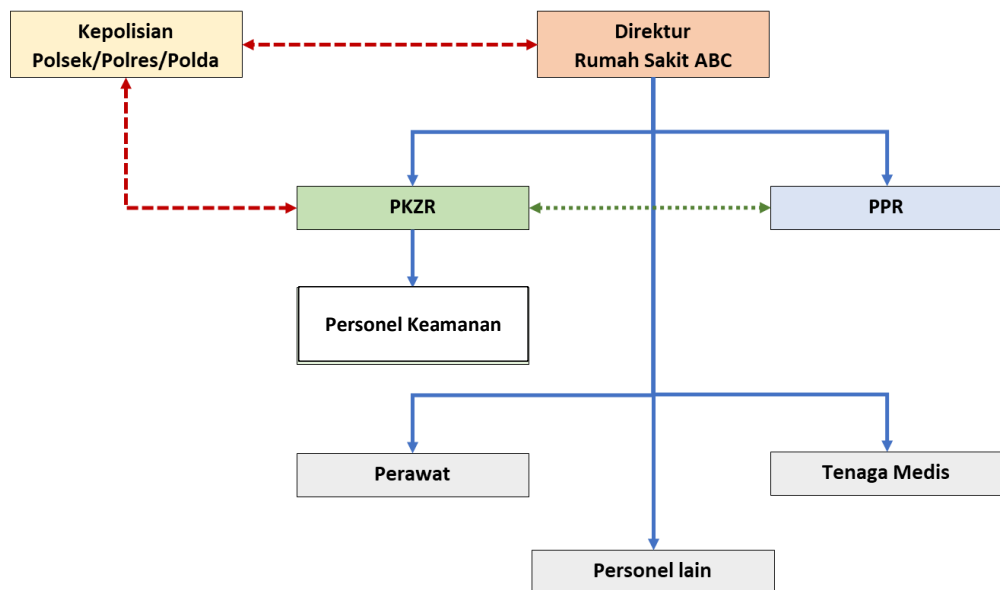 Kepolisian
Polsek/Polres/Polda
Direktur
Rumah Sakit ABC
PKZR
PPR
Personel Keamanan
Perawat
Tenaga Medis
Personel lain